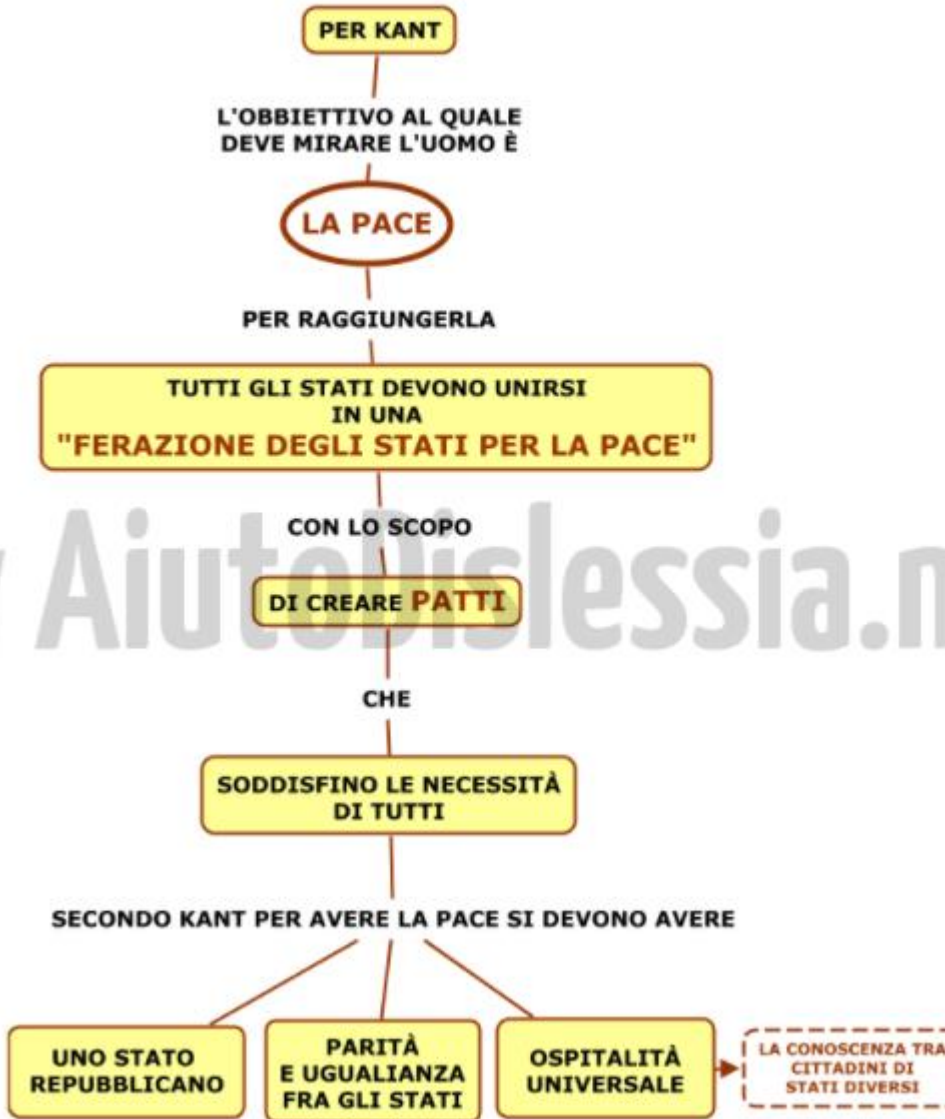 PER KANT
L'OBBIETTIVO AL QUALE
DEVE MIRARE L'UOMO È
LA PACE
PER RAGGIUNGERLA
TUTTI GLI STATI DEVONO UNIRSI
IN UNA
"FERAZIONE DEGLI STATI PER LA PACE"
CON LO SCOPO
AiutoDislessia.n
DI CREARE PATTI
CHE
SODDISFINO LE NECESSITÀ
DI TUTTI
SECONDO KANT PER AVERE LA PACE SI DEVONO AVERE
UNO STATO
REPUBBLICANO
PARITÀ
E UGUALIANZA
FRA GLI STATI
OSPITALITÀ
UNIVERSALE
LA CONOSCENZA TRA
CITTADINI DI
STATI DIVERSI